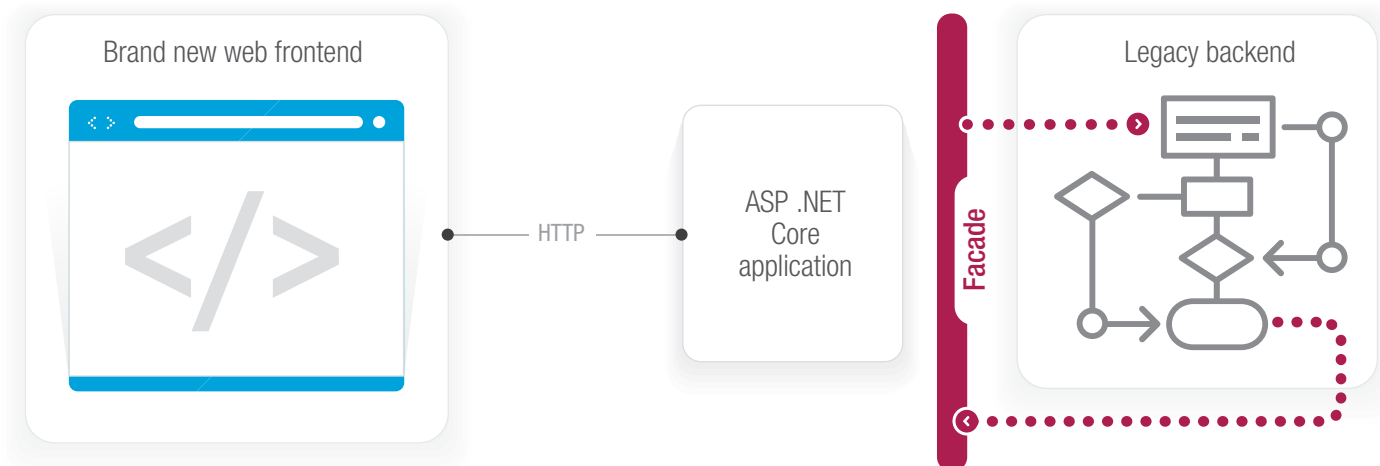 Brand new web frontend
HTTP
ASP .NET
Core
application
Facade
Legacy backend